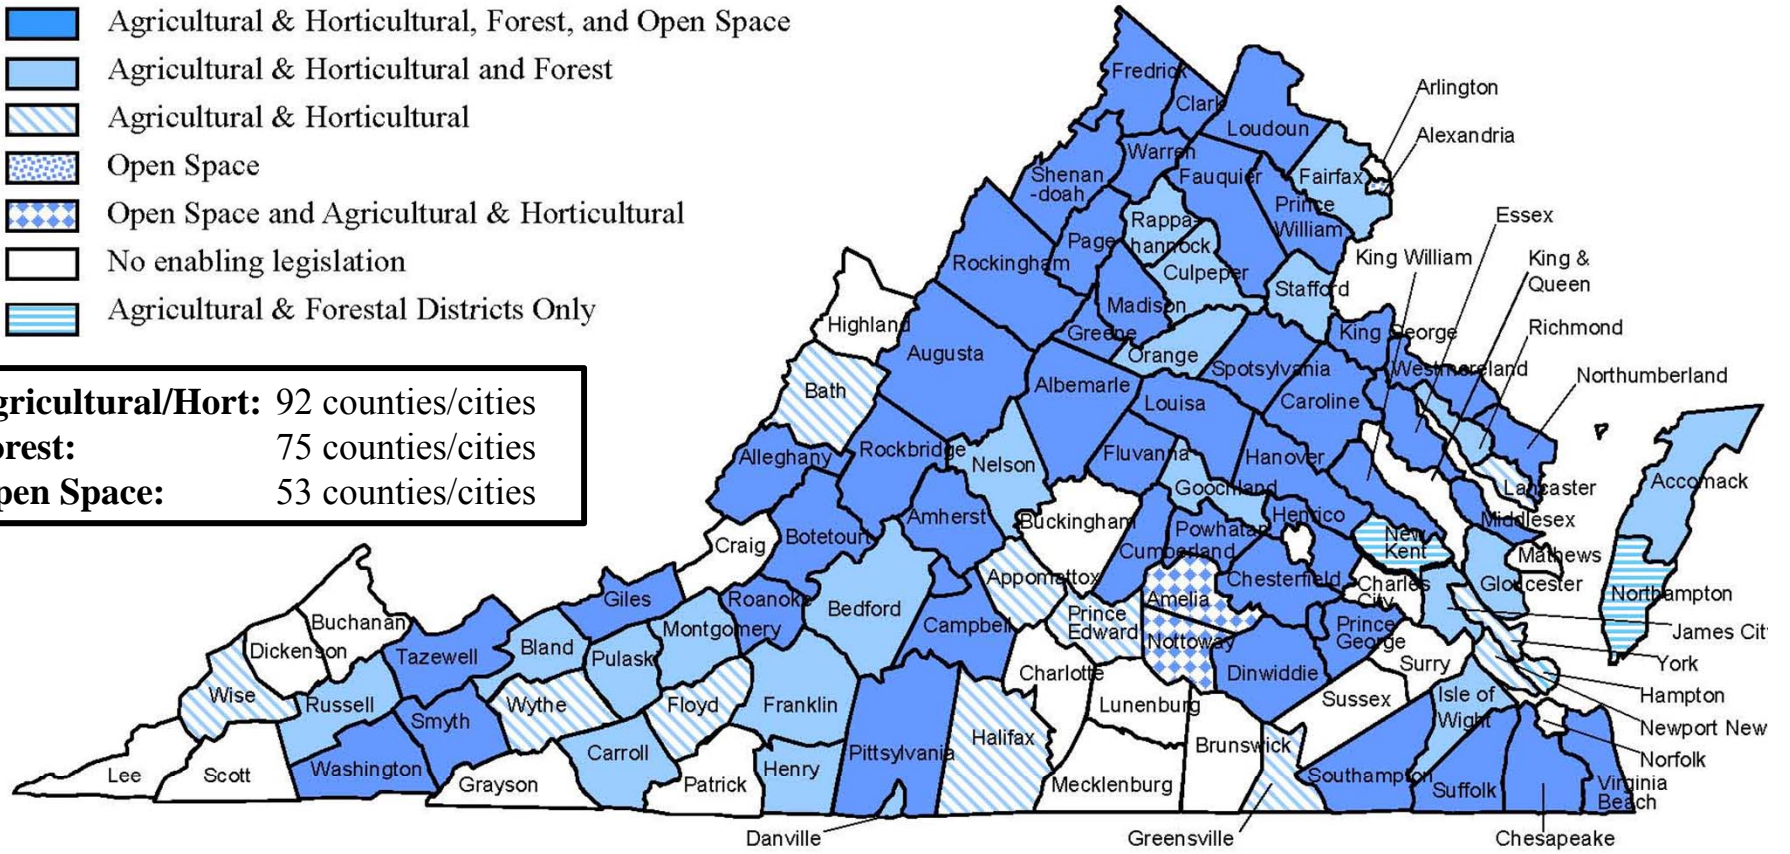 Agricultural & Horticultural, Forest, and Open Space
Agricultural & Horticultural and Forest
Agricultural & Horticultural
Open Space
Open Space and Agricultural & Horticultural
No enabling legislation
Agricultural & Forestal Districts Only
gricultural/Hort: 92 counties/cities
orest: 75 counties/cities
pen Space: 53 counties/cities
Fredrick
Clark
Loudoun
Arlington
Alexandria
Warren
Shenan
-doah
Fauquier
Fairfax
Prince
William
Rappa-
hannock
Page
Essex
King William
King &
Queen
Rockingham
Culpeper
Stafford
Madison
Highland
Greene
King George
Richmond
Augusta
Orange
Spotsylvania
Westmoreland
Northumberland
Bath
Albemarle
Louisa
Caroline
Alleghany
Rockbridge
Nelson
Fluvanna
Hanover
Goochland
Lancaster
Accomack
Amherst
Buckingham
Powhatan
Henrico
Middlesex
Craig
Botetourt
Cumberland
New
Kent
Mathews
Appomattox
Chesterfield
Charles
City
Gloucester
Northampton
Giles
Roanoke
Bedford
Prince
Edward
Amelia
Buchanan
Montgomery
Campbell
Nottoway
Prince
George
James Cit
Dickenson
Tazewell
Bland
Pulask
Charlotte
Dinwiddie
Surry
York
Wise
Russell
Wythe
Floyd
Franklin
Lunenburg
Sussex
Isle of
Wight
Hampton
Smyth
Carroll
Pittsylvania
Halifax
Brunswick
Newport New
Norfolk
Lee
Scott
Washington
Grayson
Patrick
Henry
Mecklenburg
Southampton
Suffolk
Virginia
Beach
Danville
Greensville
Chesapeake